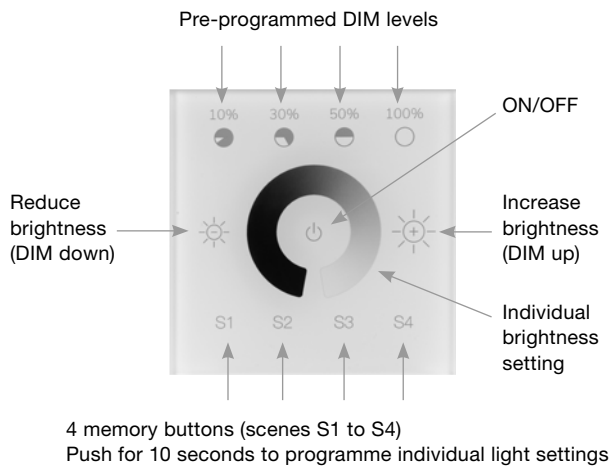 Pre-programmed DIM levels
10% 30% 50% 100%
ON/OFF
Reduce
brightness
(DIM down)
Increase
brightness
(DIM up)
Individual
brightness
setting
S1 S2 S3 S4
4 memory buttons (scenes S1 to S4)
Push for 10 seconds to programme individual light settings